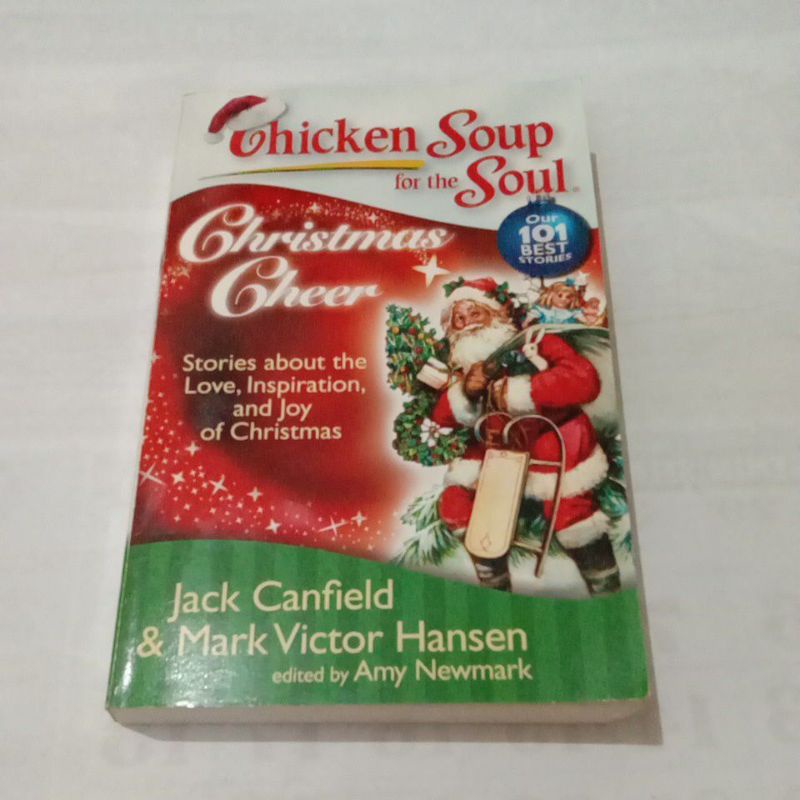 Chicken Soup
for the Soul®
Our
101
BEST
STORIES
Christmas
Cheer
Stories about the
Love, Inspiration,
and Joy
of Christmas
Jack Canfield
& Mark Victor Hansen
edited by Amy Newmark